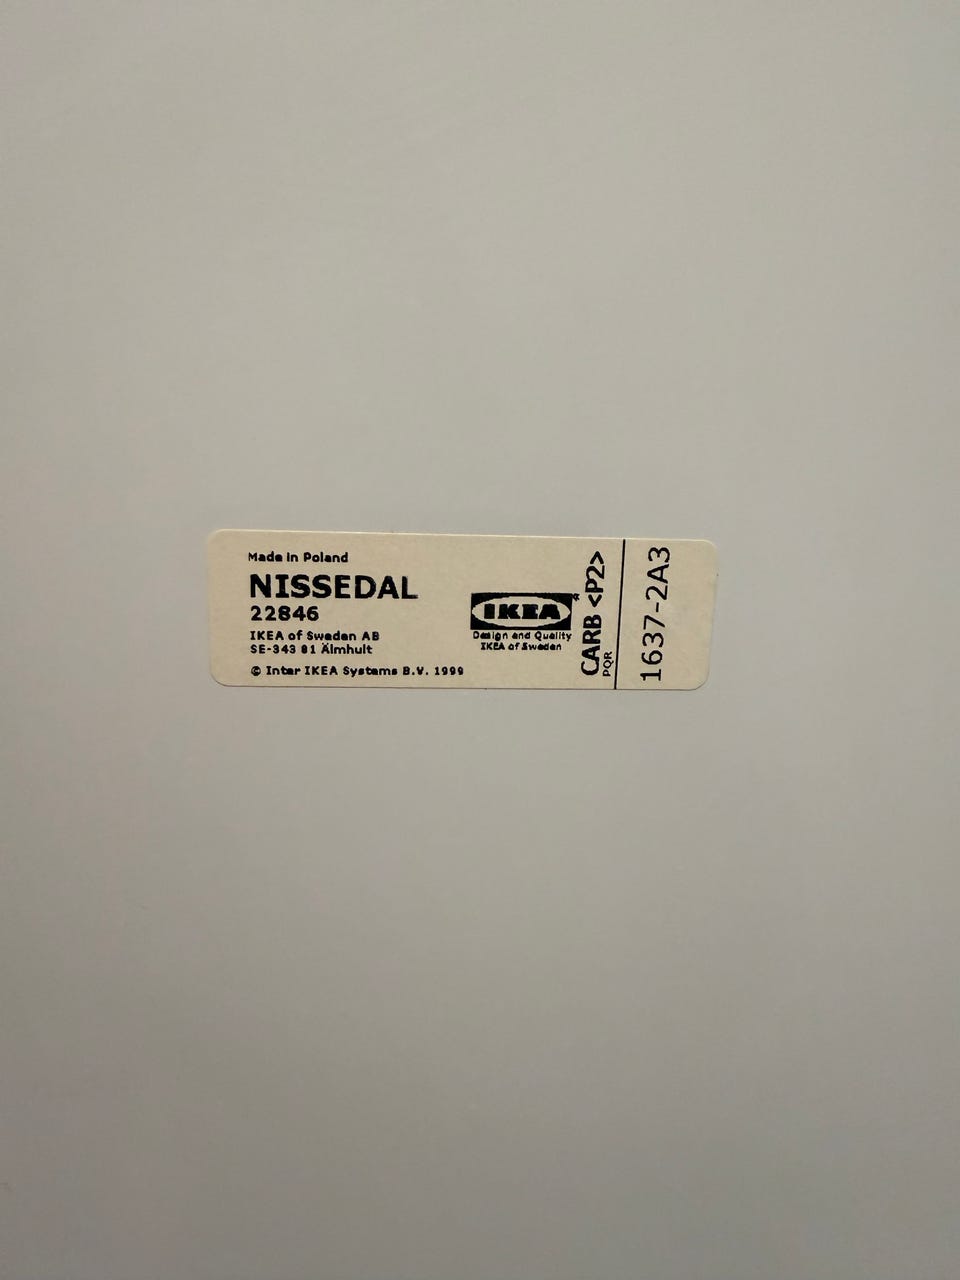 Made in Poland
NISSEDAL
22846
IKEA of Sweden AB
SE-343 81 Älmhult
© Inter IKEA Systems B.V. 1999
IKEA®
Design and Quality
IKEA of Sweden
CARB <P2>
PQR
1637-2A3